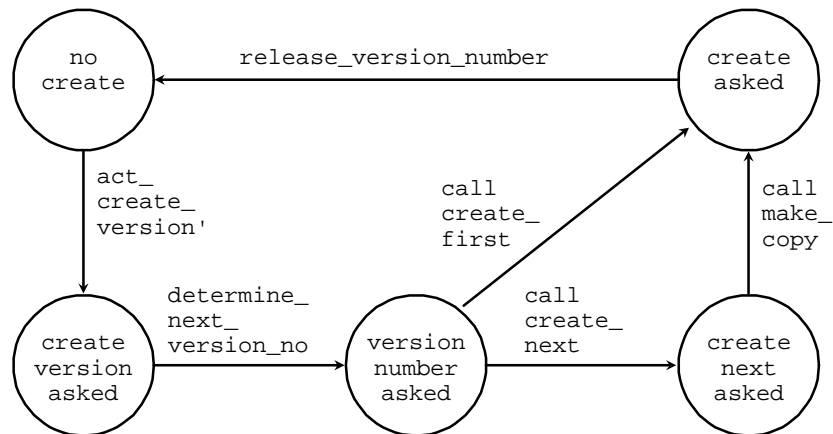 no
create
release_version_number
create
asked
act_
create_
version'
call
create_
first
call
make_
copy
determine_
next_
version_no
call
create_
next
create
version
asked
version
number
asked
create
next
asked